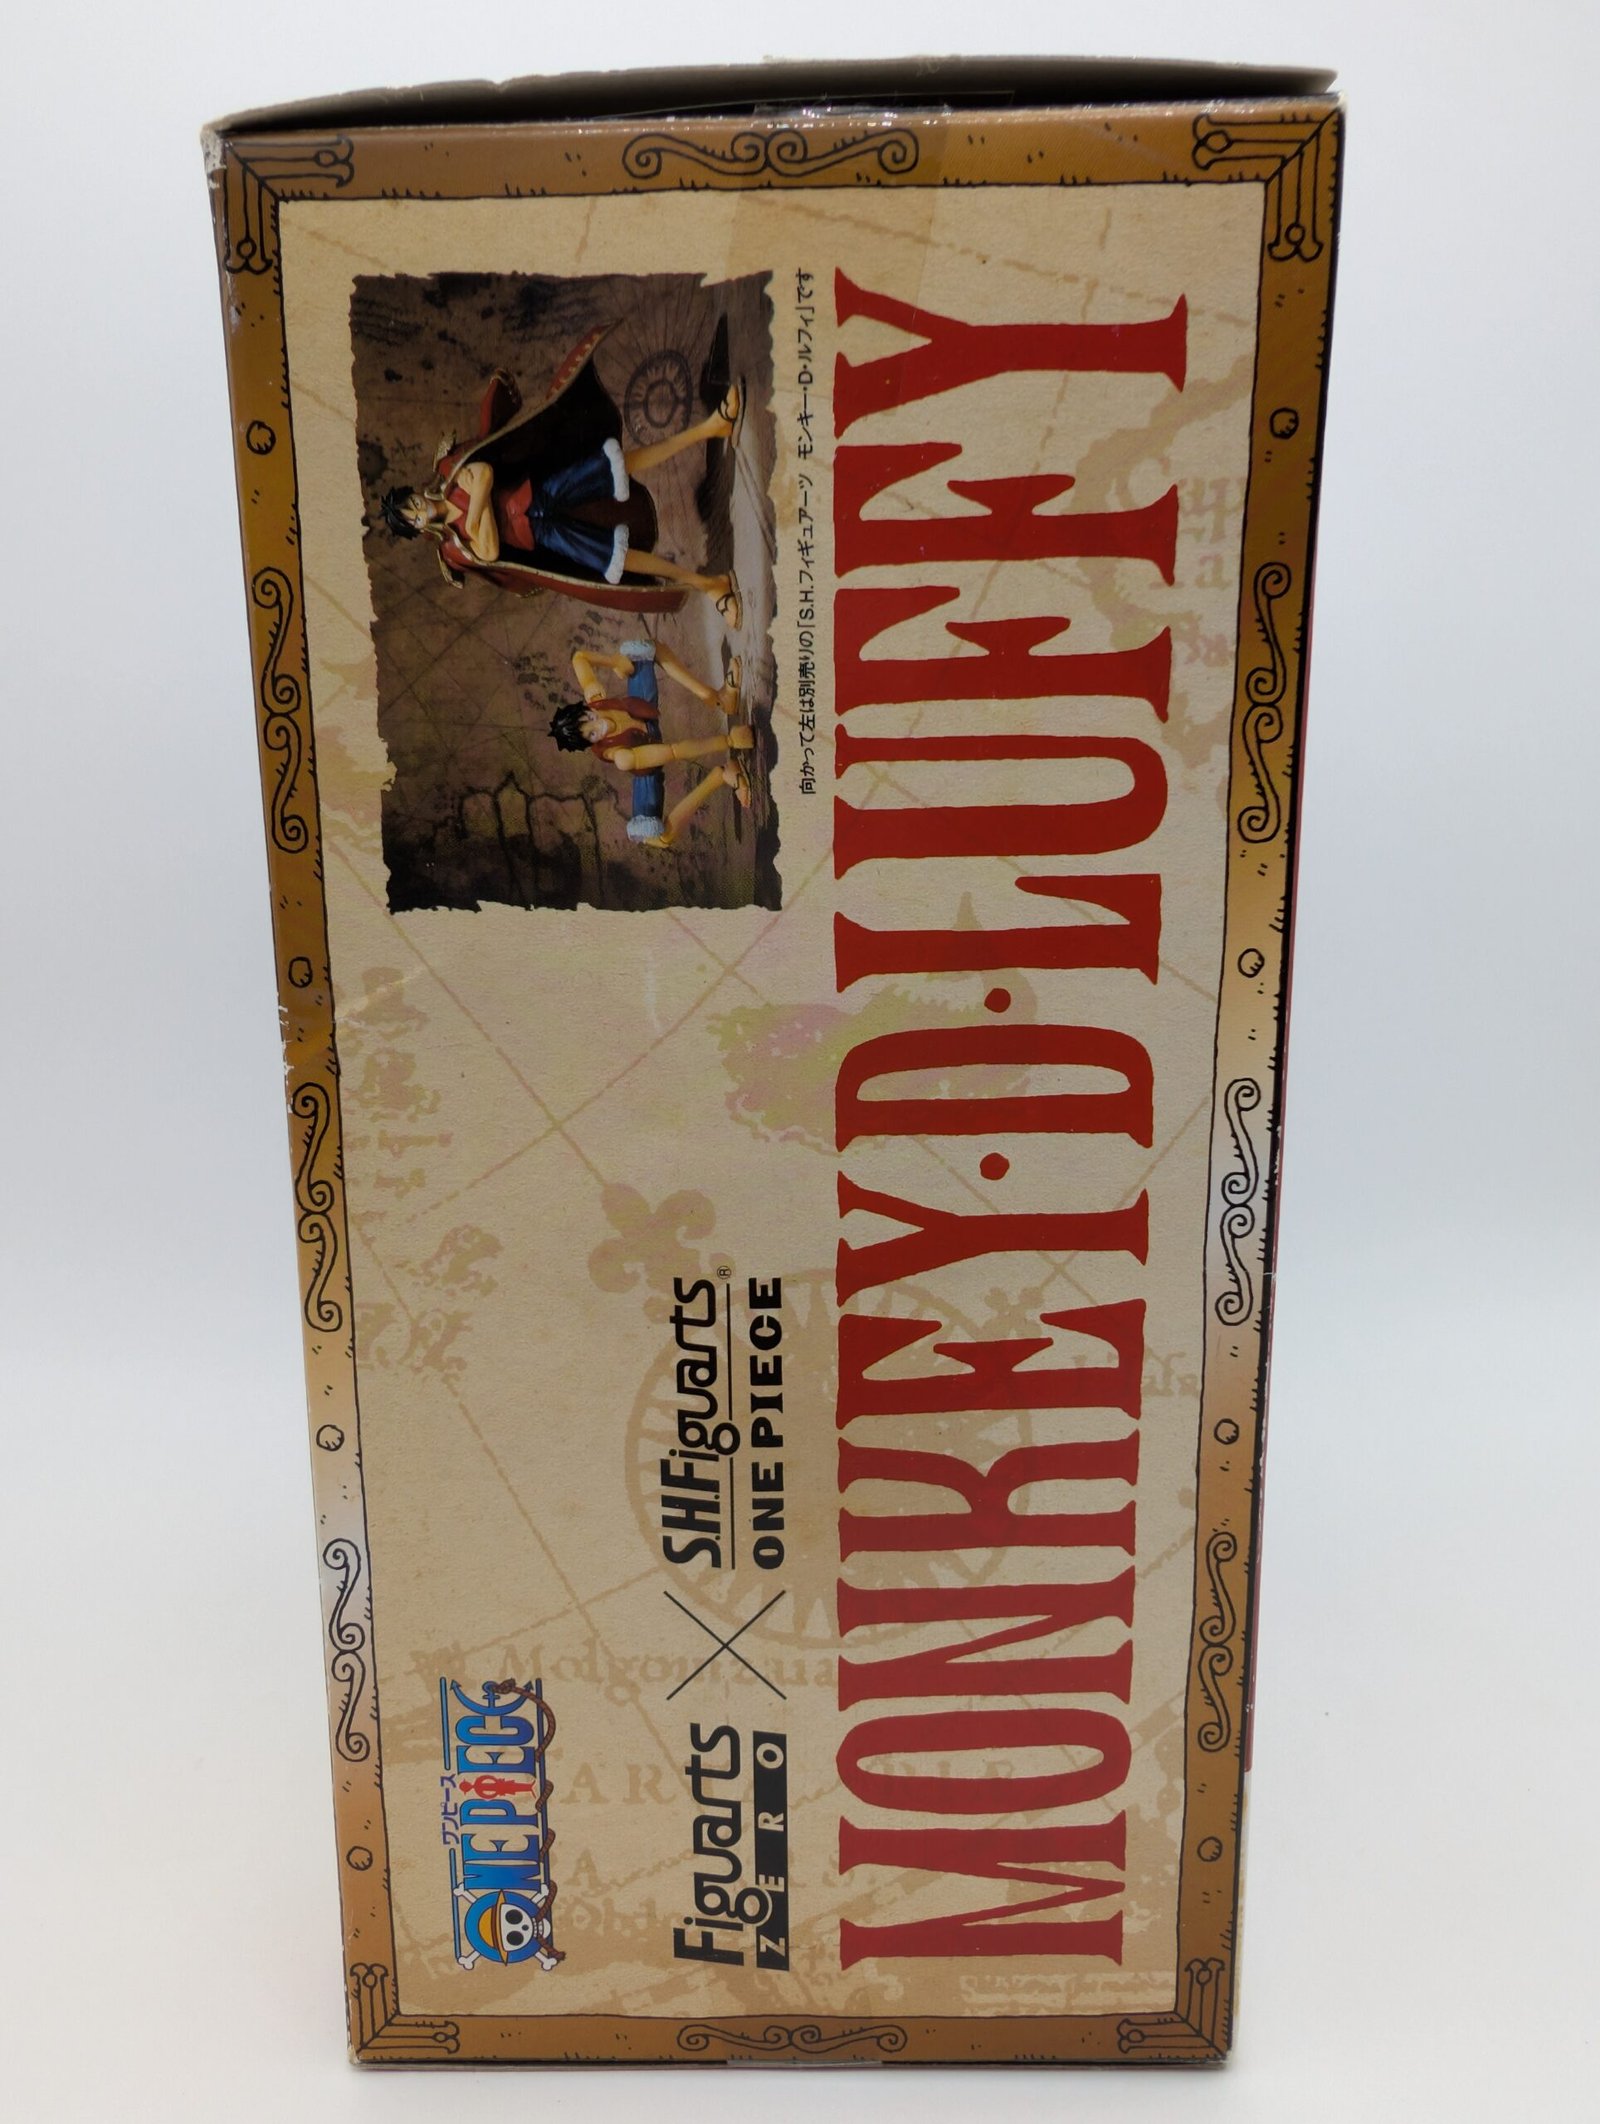 ワンピース
ONE PIECE
Figuarts
ZERO
×
S.H.Figuarts®
ONE PIECE
向かって左は別売りの「S.H.フィギュアーツ モンキー・D・ルフィ」です
MONKEY・D・LUFFY